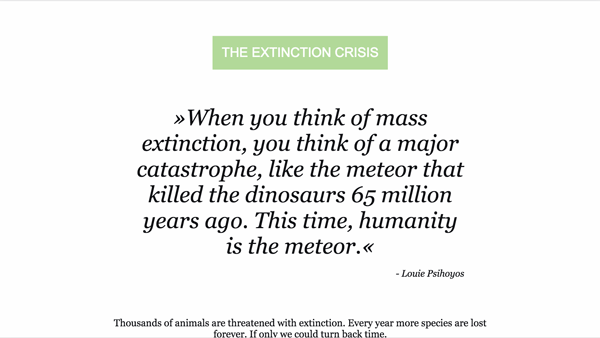 THE EXTINCTION CRISIS
»When you think of mass
extinction, you think of a major
catastrophe, like the meteor that
killed the dinosaurs 65 million
years ago. This time, humanity
is the meteor.«
- Louie Psihoyos
Thousands of animals are threatened with extinction. Every year more species are lost
forever. If only we could turn back time.